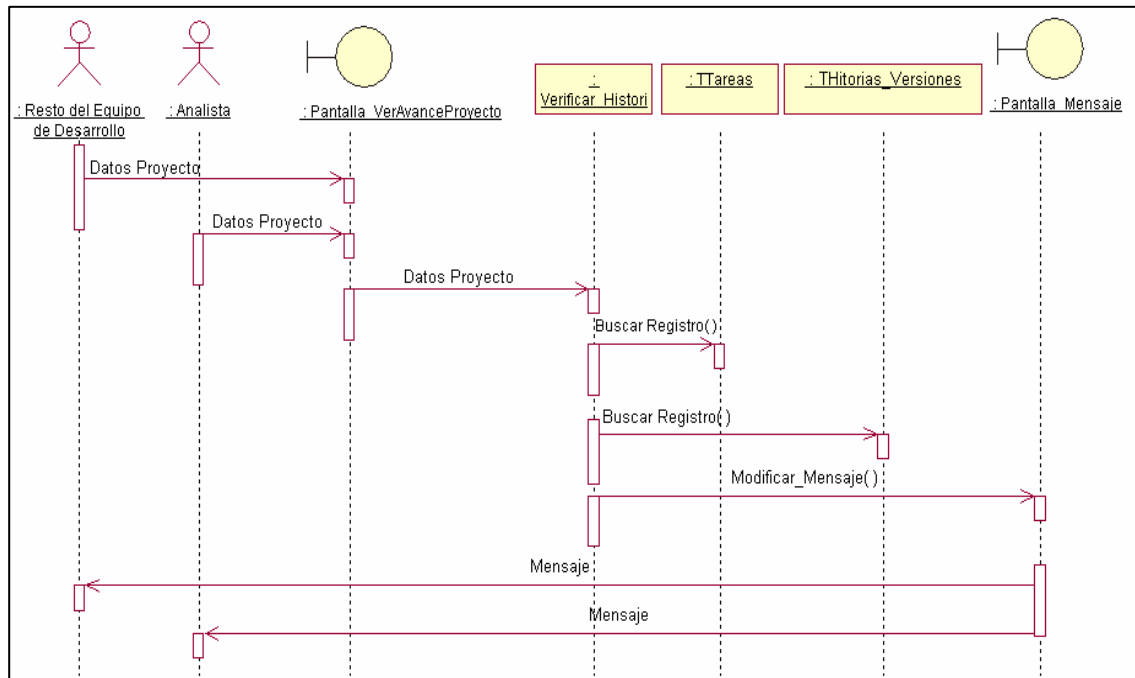 : Resto del Equipo
de Desarrollo
: Analista
: Pantalla_VerAvanceProyecto
:
Verificar_Histori
: TTareas
: THitorias_Versiones
: Pantalla_Mensaje
Datos Proyecto
Datos Proyecto
Datos Proyecto
Buscar Registro( )
Buscar Registro( )
Modificar_Mensaje( )
Mensaje
Mensaje